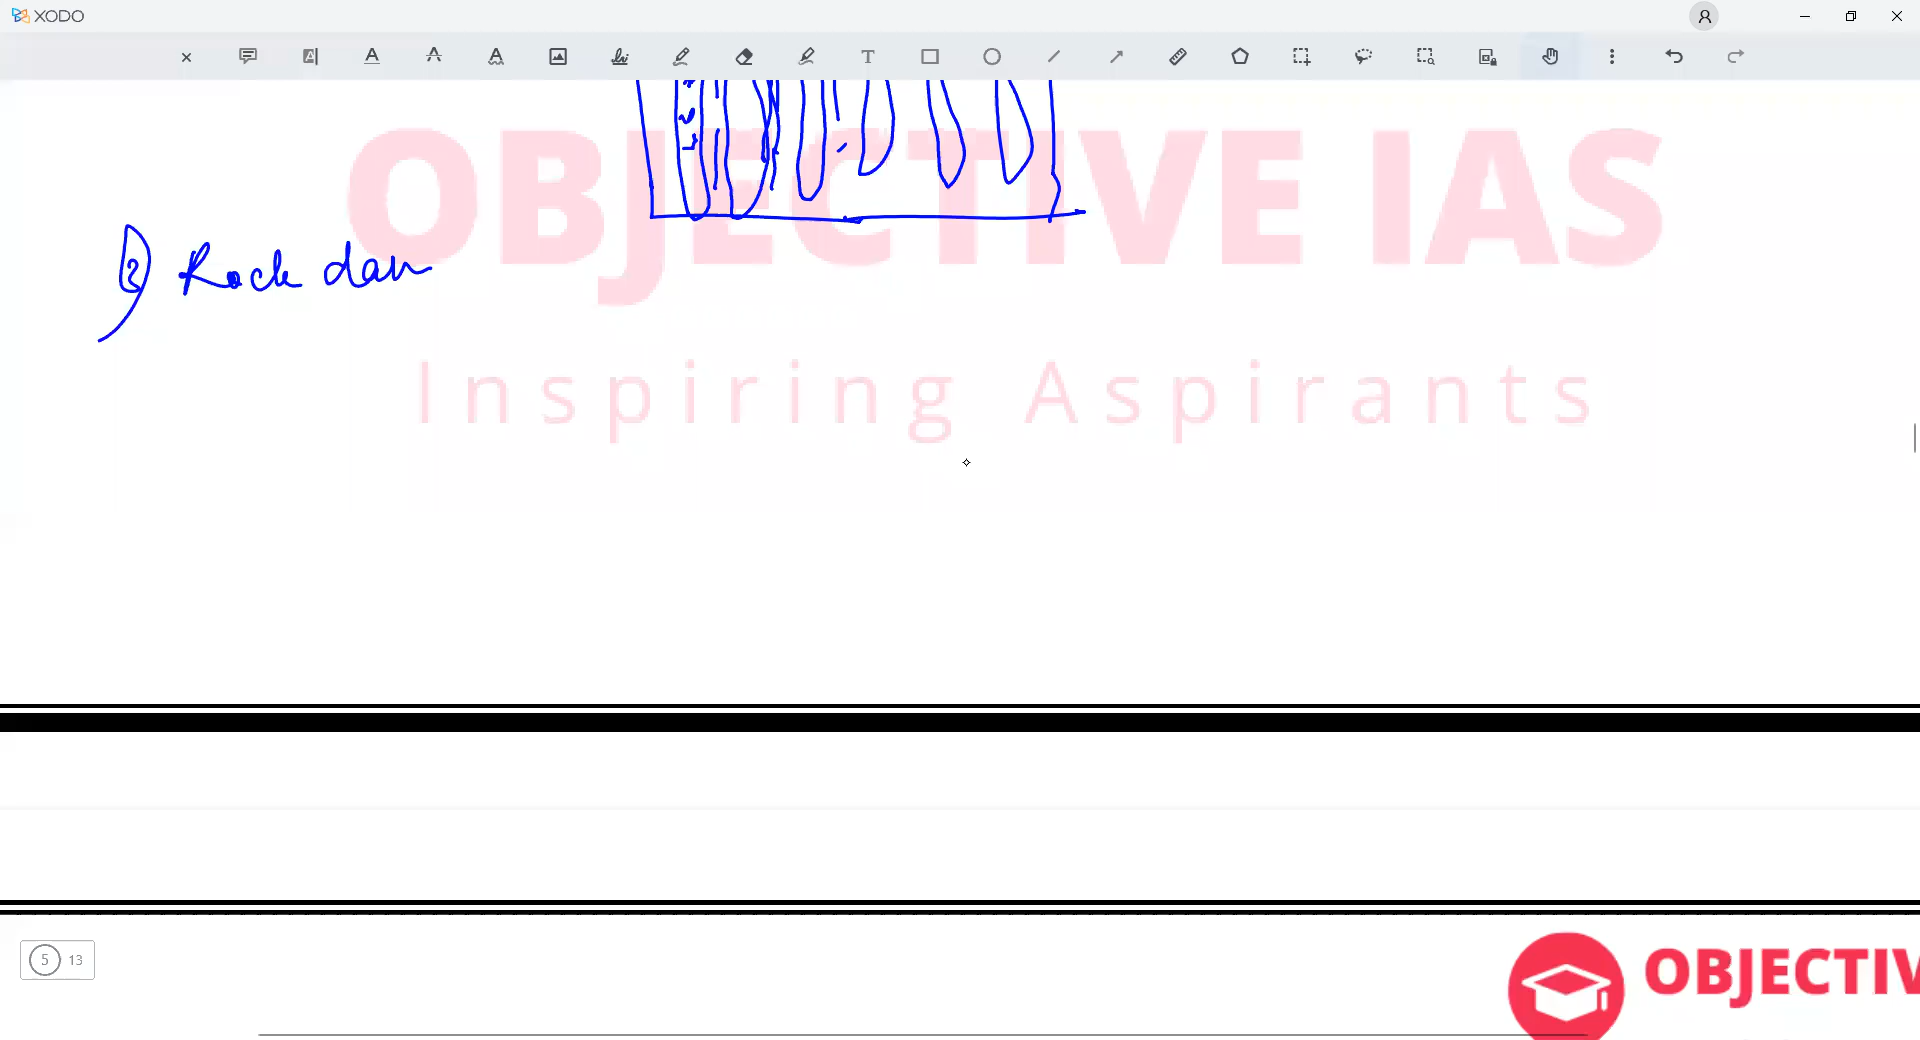 XODO
OBJECTIVE IAS
② Rock dam
Inspiring Aspirants
5 13
OBJECTIV